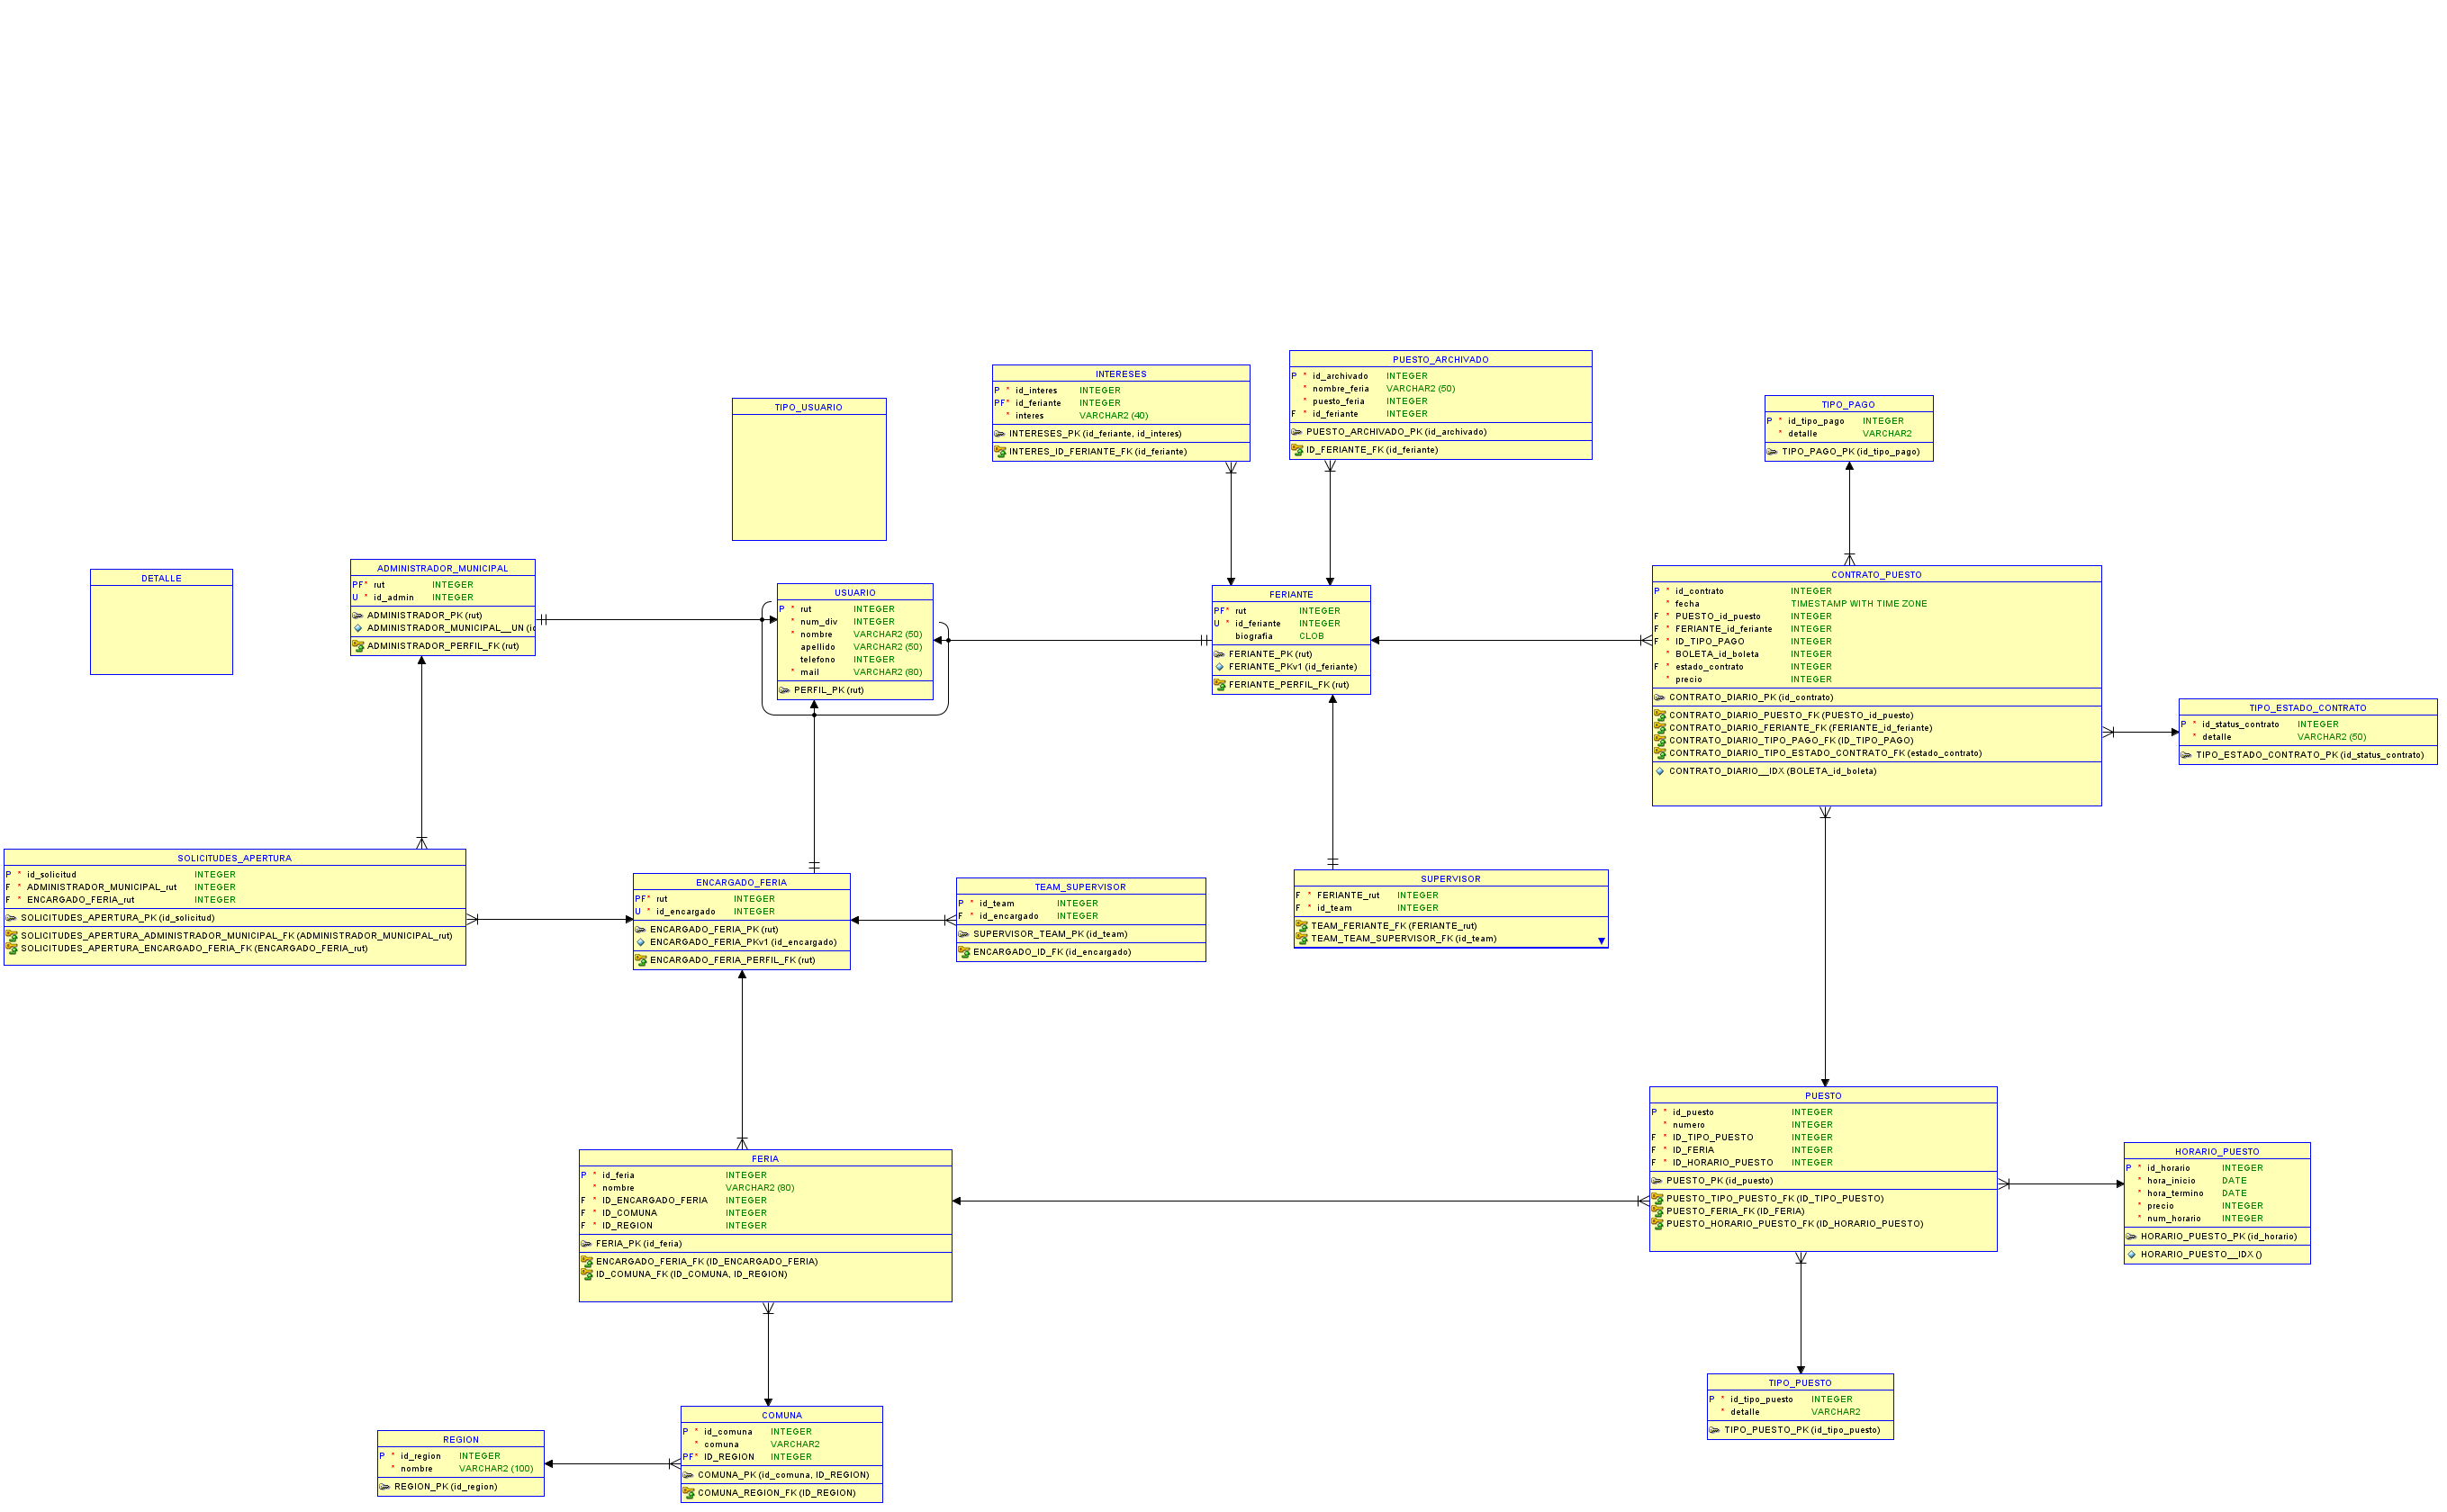 INTERESES
P * id_interes INTEGER
PF* id_feriante INTEGER
* interes VARCHAR2 (40)
INTERESES_PK (id_feriante, id_interes)
INTERES_ID_FERIANTE_FK (id_feriante)
PUESTO_ARCHIVADO
P * id_archivado INTEGER
* nombre_feria VARCHAR2 (50)
* puesto_feria INTEGER
F * id_feriante INTEGER
PUESTO_ARCHIVADO_PK (id_archivado)
ID_FERIANTE_FK (id_feriante)
TIPO_USUARIO
TIPO_PAGO
P * id_tipo_pago INTEGER
* detalle VARCHAR2
TIPO_PAGO_PK (id_tipo_pago)
DETALLE
ADMINISTRADOR_MUNICIPAL
PF* rut INTEGER
U * id_admin INTEGER
ADMINISTRADOR_PK (rut)
ADMINISTRADOR_MUNICIPAL__UN (id
ADMINISTRADOR_PERFIL_FK (rut)
USUARIO
P * rut INTEGER
* num_div INTEGER
* nombre VARCHAR2 (50)
apellido VARCHAR2 (50)
telefono INTEGER
* mail VARCHAR2 (80)
PERFIL_PK (rut)
FERIANTE
PF* rut INTEGER
U * id_feriante INTEGER
biografia CLOB
FERIANTE_PK (rut)
FERIANTE_PKv1 (id_feriante)
FERIANTE_PERFIL_FK (rut)
CONTRATO_PUESTO
P * id_contrato INTEGER
* fecha TIMESTAMP WITH TIME ZONE
F * PUESTO_id_puesto INTEGER
F * FERIANTE_id_feriante INTEGER
F * ID_TIPO_PAGO INTEGER
* BOLETA_id_boleta INTEGER
F * estado_contrato INTEGER
* precio INTEGER
CONTRATO_DIARIO_PK (id_contrato)
CONTRATO_DIARIO_PUESTO_FK (PUESTO_id_puesto)
CONTRATO_DIARIO_FERIANTE_FK (FERIANTE_id_feriante)
CONTRATO_DIARIO_TIPO_PAGO_FK (ID_TIPO_PAGO)
CONTRATO_DIARIO_TIPO_ESTADO_CONTRATO_FK (estado_contrato)
CONTRATO_DIARIO__IDX (BOLETA_id_boleta)
TIPO_ESTADO_CONTRATO
P * id_status_contrato INTEGER
* detalle VARCHAR2 (50)
TIPO_ESTADO_CONTRATO_PK (id_status_contrato)
SOLICITUDES_APERTURA
P * id_solicitud INTEGER
F * ADMINISTRADOR_MUNICIPAL_rut INTEGER
F * ENCARGADO_FERIA_rut INTEGER
SOLICITUDES_APERTURA_PK (id_solicitud)
SOLICITUDES_APERTURA_ADMINISTRADOR_MUNICIPAL_FK (ADMINISTRADOR_MUNICIPAL_rut)
SOLICITUDES_APERTURA_ENCARGADO_FERIA_FK (ENCARGADO_FERIA_rut)
ENCARGADO_FERIA
PF* rut INTEGER
U * id_encargado INTEGER
ENCARGADO_FERIA_PK (rut)
ENCARGADO_FERIA_PKv1 (id_encargado)
ENCARGADO_FERIA_PERFIL_FK (rut)
TEAM_SUPERVISOR
P * id_team INTEGER
F * id_encargado INTEGER
SUPERVISOR_TEAM_PK (id_team)
ENCARGADO_ID_FK (id_encargado)
SUPERVISOR
F * FERIANTE_rut INTEGER
F * id_team INTEGER
TEAM_FERIANTE_FK (FERIANTE_rut)
TEAM_TEAM_SUPERVISOR_FK (id_team)
PUESTO
P * id_puesto INTEGER
* numero INTEGER
F * ID_TIPO_PUESTO INTEGER
F * ID_FERIA INTEGER
F * ID_HORARIO_PUESTO INTEGER
PUESTO_PK (id_puesto)
PUESTO_TIPO_PUESTO_FK (ID_TIPO_PUESTO)
PUESTO_FERIA_FK (ID_FERIA)
PUESTO_HORARIO_PUESTO_FK (ID_HORARIO_PUESTO)
HORARIO_PUESTO
P * id_horario INTEGER
* hora_inicio DATE
* hora_termino DATE
* precio INTEGER
* num_horario INTEGER
HORARIO_PUESTO_PK (id_horario)
HORARIO_PUESTO__IDX ()
FERIA
P * id_feria INTEGER
* nombre VARCHAR2 (80)
F * ID_ENCARGADO_FERIA INTEGER
F * ID_COMUNA INTEGER
F * ID_REGION INTEGER
FERIA_PK (id_feria)
ENCARGADO_FERIA_FK (ID_ENCARGADO_FERIA)
ID_COMUNA_FK (ID_COMUNA, ID_REGION)
TIPO_PUESTO
P * id_tipo_puesto INTEGER
* detalle VARCHAR2
TIPO_PUESTO_PK (id_tipo_puesto)
REGION
P * id_region INTEGER
* nombre VARCHAR2 (100)
REGION_PK (id_region)
COMUNA
P * id_comuna INTEGER
* comuna VARCHAR2
PF* ID_REGION INTEGER
COMUNA_PK (id_comuna, ID_REGION)
COMUNA_REGION_FK (ID_REGION)